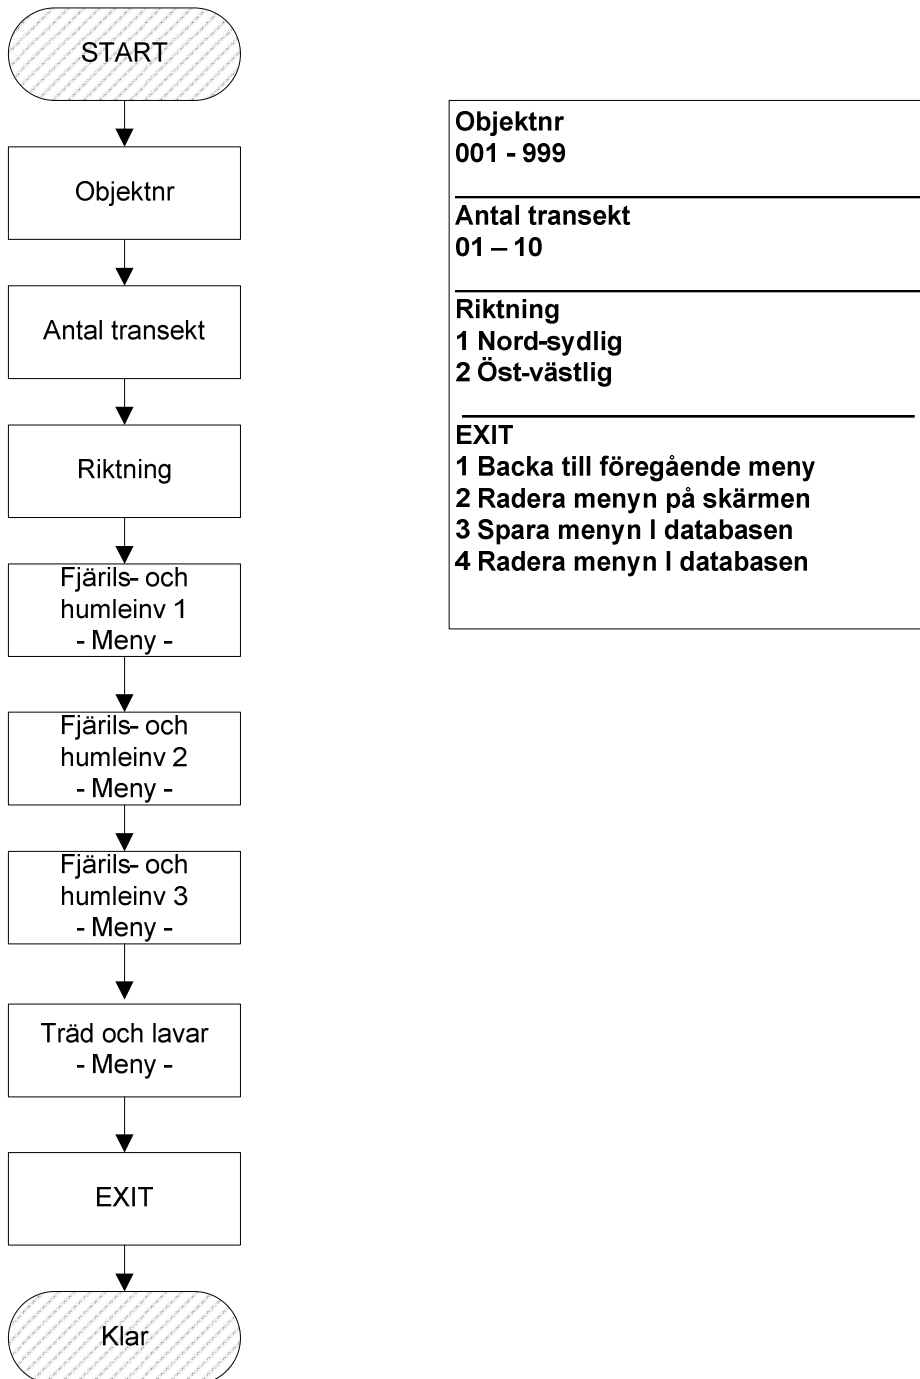 START
Objektnr
Antal transekt
Riktning
Fjärils- och
humleinv 1
- Meny -
Fjärils- och
humleinv 2
- Meny -
Fjärils- och
humleinv 3
- Meny -
Träd och lavar
- Meny -
EXIT
Klar
Objektnr
001 - 999
Antal transekt
01 – 10
Riktning
1 Nord-sydlig
2 Öst-västlig
EXIT
1 Backa till föregående meny
2 Radera menyn på skärmen
3 Spara menyn I databasen
4 Radera menyn I databasen